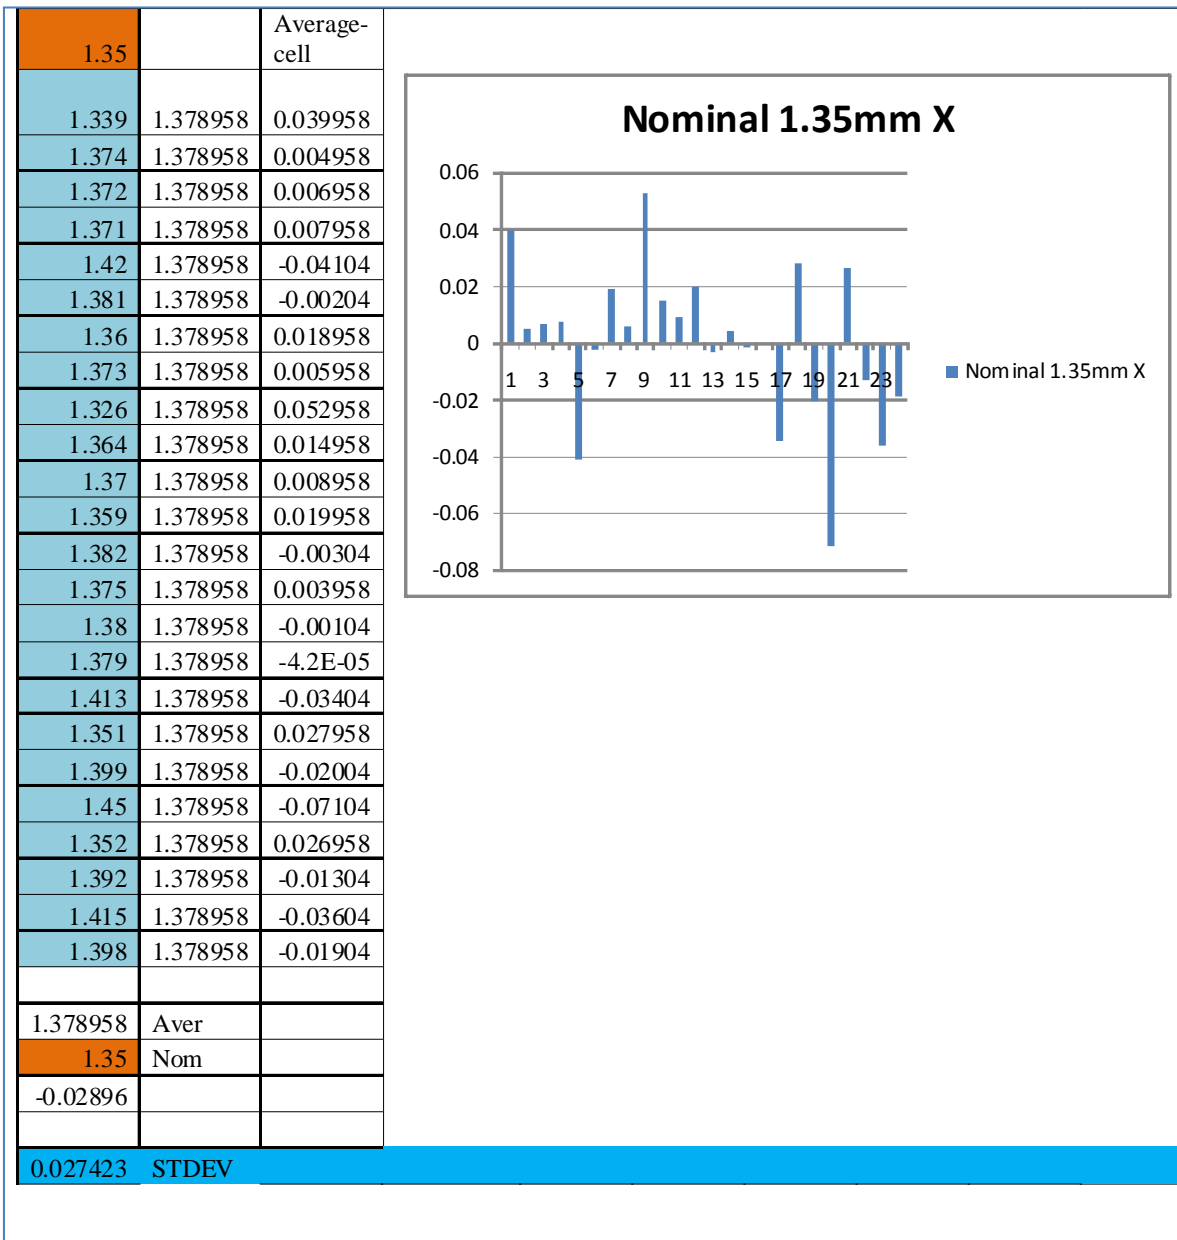 1.35 Average-
cell
1.339 1.378958 0.039958
1.374 1.378958 0.004958
1.372 1.378958 0.006958
1.371 1.378958 0.007958
1.42 1.378958 -0.04104
1.381 1.378958 -0.00204
1.36 1.378958 0.018958
1.373 1.378958 0.005958
1.326 1.378958 0.052958
1.364 1.378958 0.014958
1.37 1.378958 0.008958
1.359 1.378958 0.019958
1.382 1.378958 -0.00304
1.375 1.378958 0.003958
1.38 1.378958 -0.00104
1.379 1.378958 -4.2E-05
1.413 1.378958 -0.03404
1.351 1.378958 0.027958
1.399 1.378958 -0.02004
1.45 1.378958 -0.07104
1.352 1.378958 0.026958
1.392 1.378958 -0.01304
1.415 1.378958 -0.03604
1.398 1.378958 -0.01904
1.378958 Aver
1.35 Nom
-0.02896
0.027423 STDEV
Nominal 1.35mm X
0.06
0.04
0.02
0
-0.02
-0.04
-0.06
-0.08
1 3 5 7 9 11 13 15 17 19 21 23
Nominal 1.35mm X